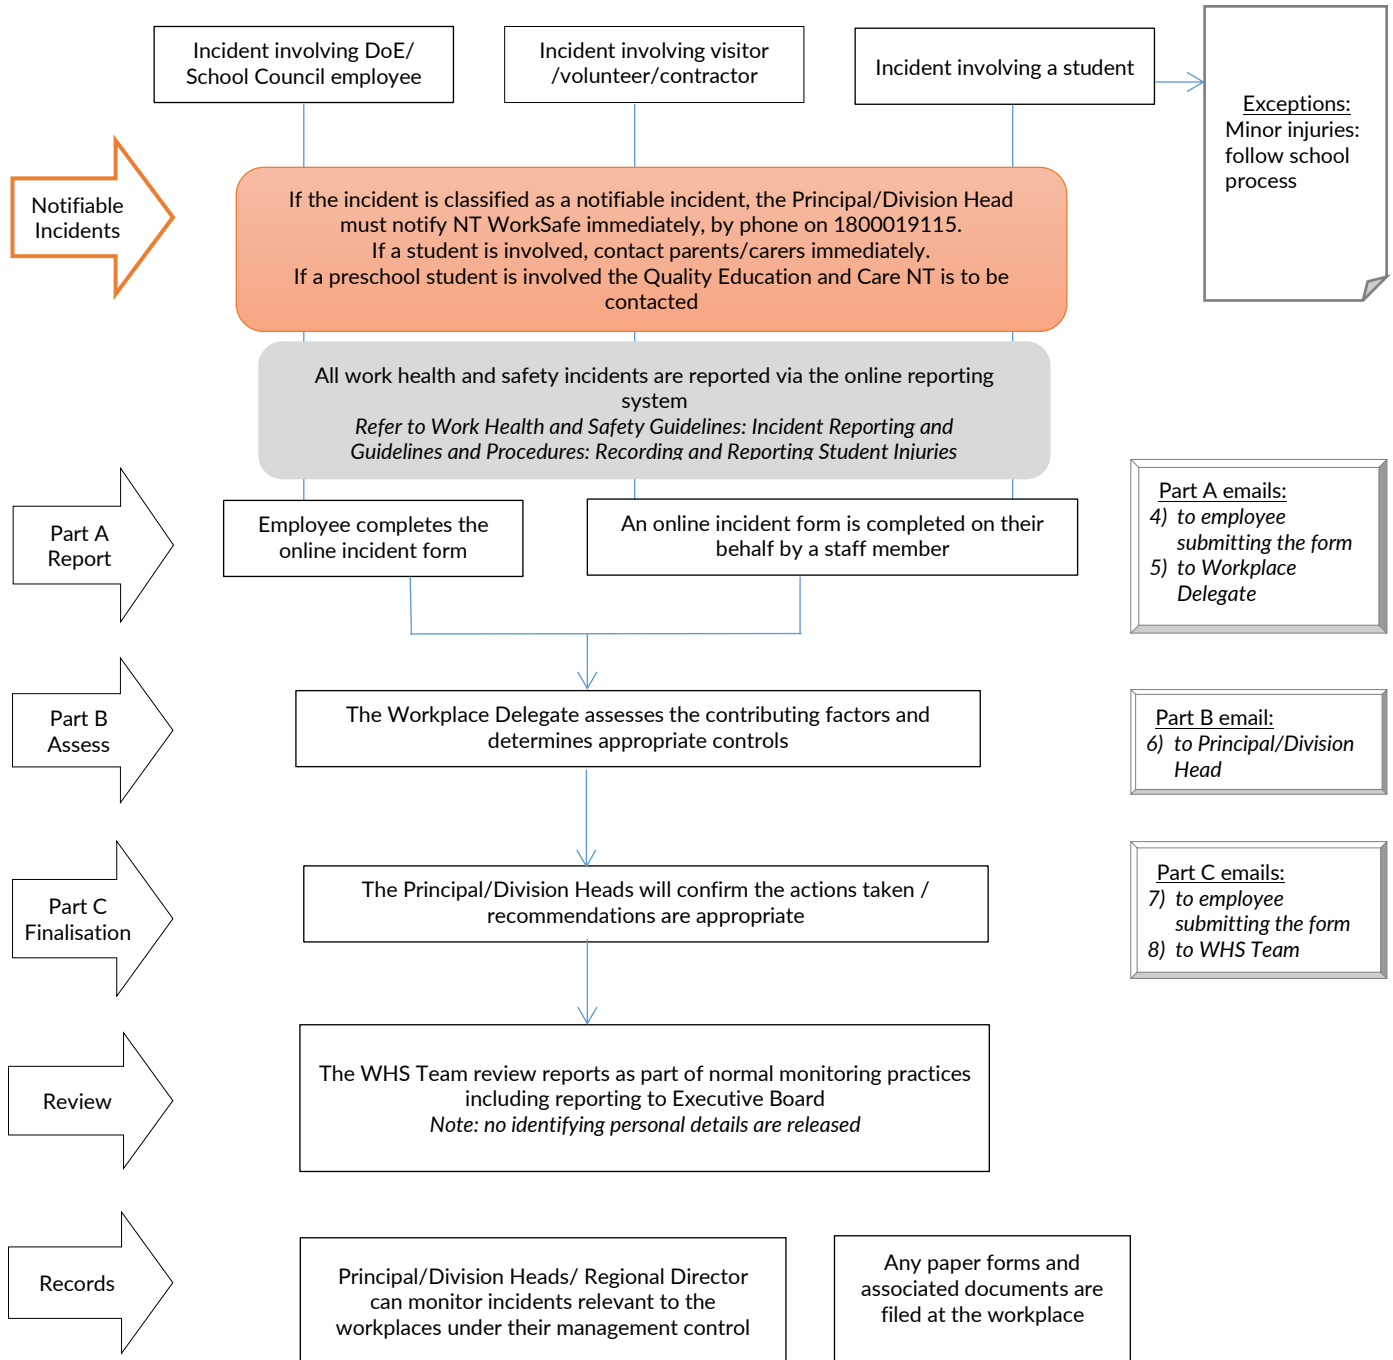 Incident involving DoE/
School Council employee
Incident involving visitor
/volunteer/contractor
Incident involving a student
Exceptions:
Minor injuries:
follow school
process
Notifiable
Incidents
If the incident is classified as a notifiable incident, the Principal/Division Head
must notify NT WorkSafe immediately, by phone on 1800019115.
If a student is involved, contact parents/carers immediately.
If a preschool student is involved the Quality Education and Care NT is to be
contacted
All work health and safety incidents are reported via the online reporting
system
Refer to Work Health and Safety Guidelines: Incident Reporting and
Guidelines and Procedures: Recording and Reporting Student Injuries
Part A
Report
Employee completes the
online incident form
An online incident form is completed on their
behalf by a staff member
Part A emails:
4) to employee
submitting the form
5) to Workplace
Delegate
Part B
Assess
The Workplace Delegate assesses the contributing factors and
determines appropriate controls
Part B email:
6) to Principal/Division
Head
Part C
Finalisation
The Principal/Division Heads will confirm the actions taken /
recommendations are appropriate
Part C emails:
7) to employee
submitting the form
8) to WHS Team
Review
The WHS Team review reports as part of normal monitoring practices
including reporting to Executive Board
Note: no identifying personal details are released
Records
Principal/Division Heads/ Regional Director
can monitor incidents relevant to the
workplaces under their management control
Any paper forms and
associated documents are
filed at the workplace